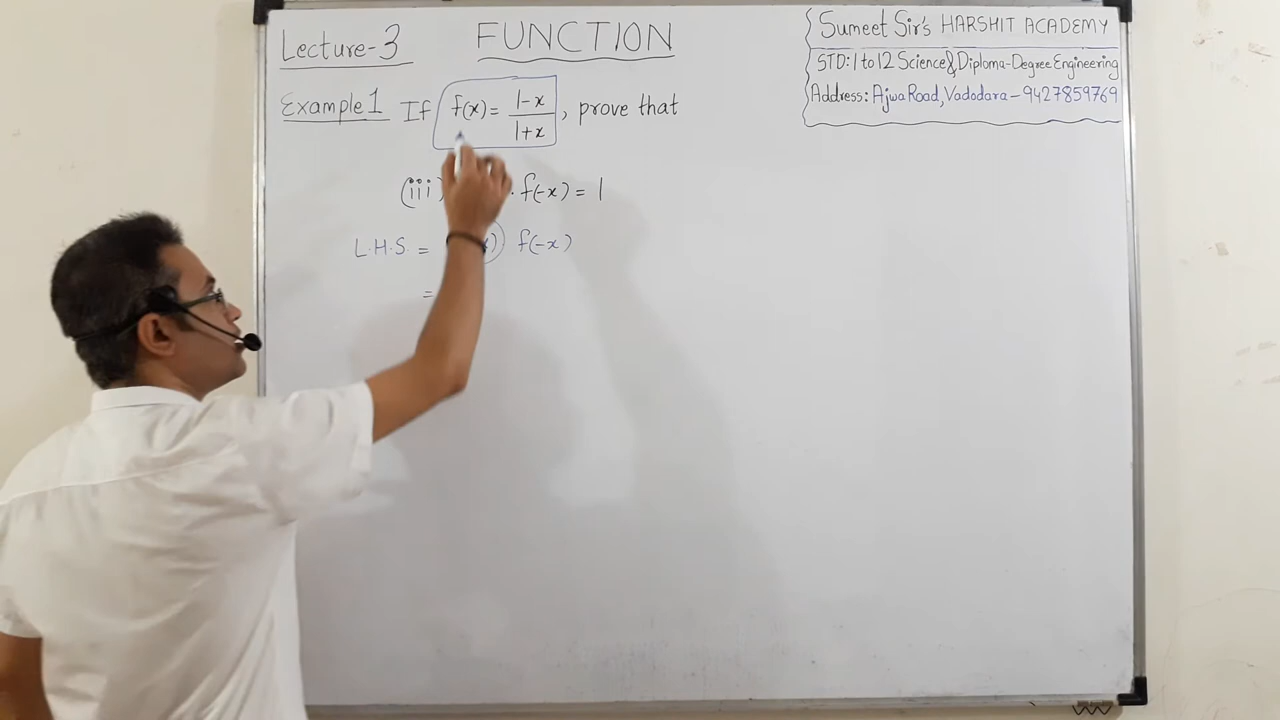 Lecture-3
FUNCTION
Sumeet Sir's HARSHIT ACADEMY
STD: 1 to 12 Science & Diploma-Degree Engineering
Address: Ajwa Road, Vadodara - 9427859769
Example 1 If f(x) = (1-x)/(1+x), prove that
(iii) . f(-x) = 1
L.H.S. = f(-x)
=